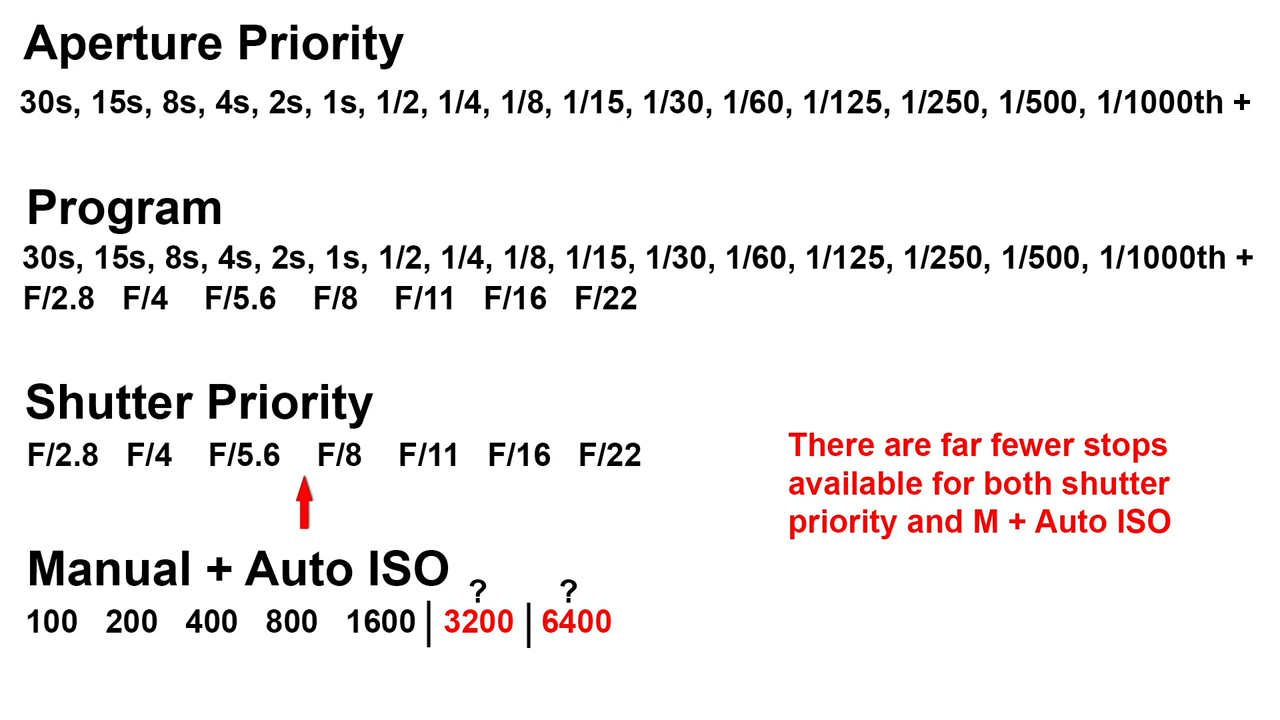 Aperture Priority
30s, 15s, 8s, 4s, 2s, 1s, 1/2, 1/4, 1/8, 1/15, 1/30, 1/60, 1/125, 1/250, 1/500, 1/1000th +
Program
30s, 15s, 8s, 4s, 2s, 1s, 1/2, 1/4, 1/8, 1/15, 1/30, 1/60, 1/125, 1/250, 1/500, 1/1000th +
F/2.8 F/4 F/5.6 F/8 F/11 F/16 F/22
Shutter Priority
F/2.8 F/4 F/5.6 F/8 F/11 F/16 F/22
There are far fewer stops
available for both shutter
priority and M + Auto ISO
Manual + Auto ISO
? ?
100 200 400 800 1600 | 3200 | 6400